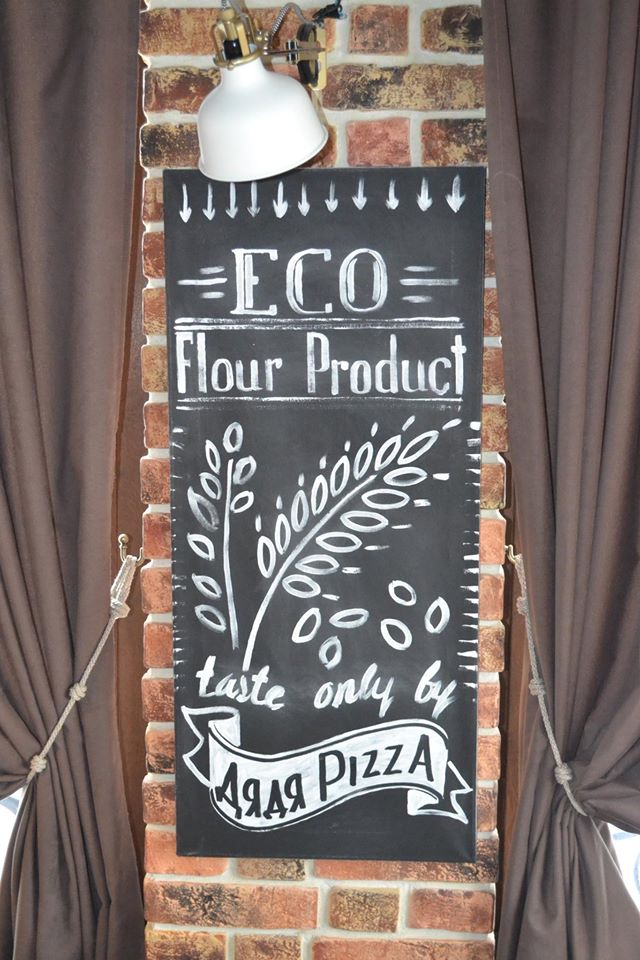 ECO
Flour Product
taste only by
ДЯДЯ PIZZA